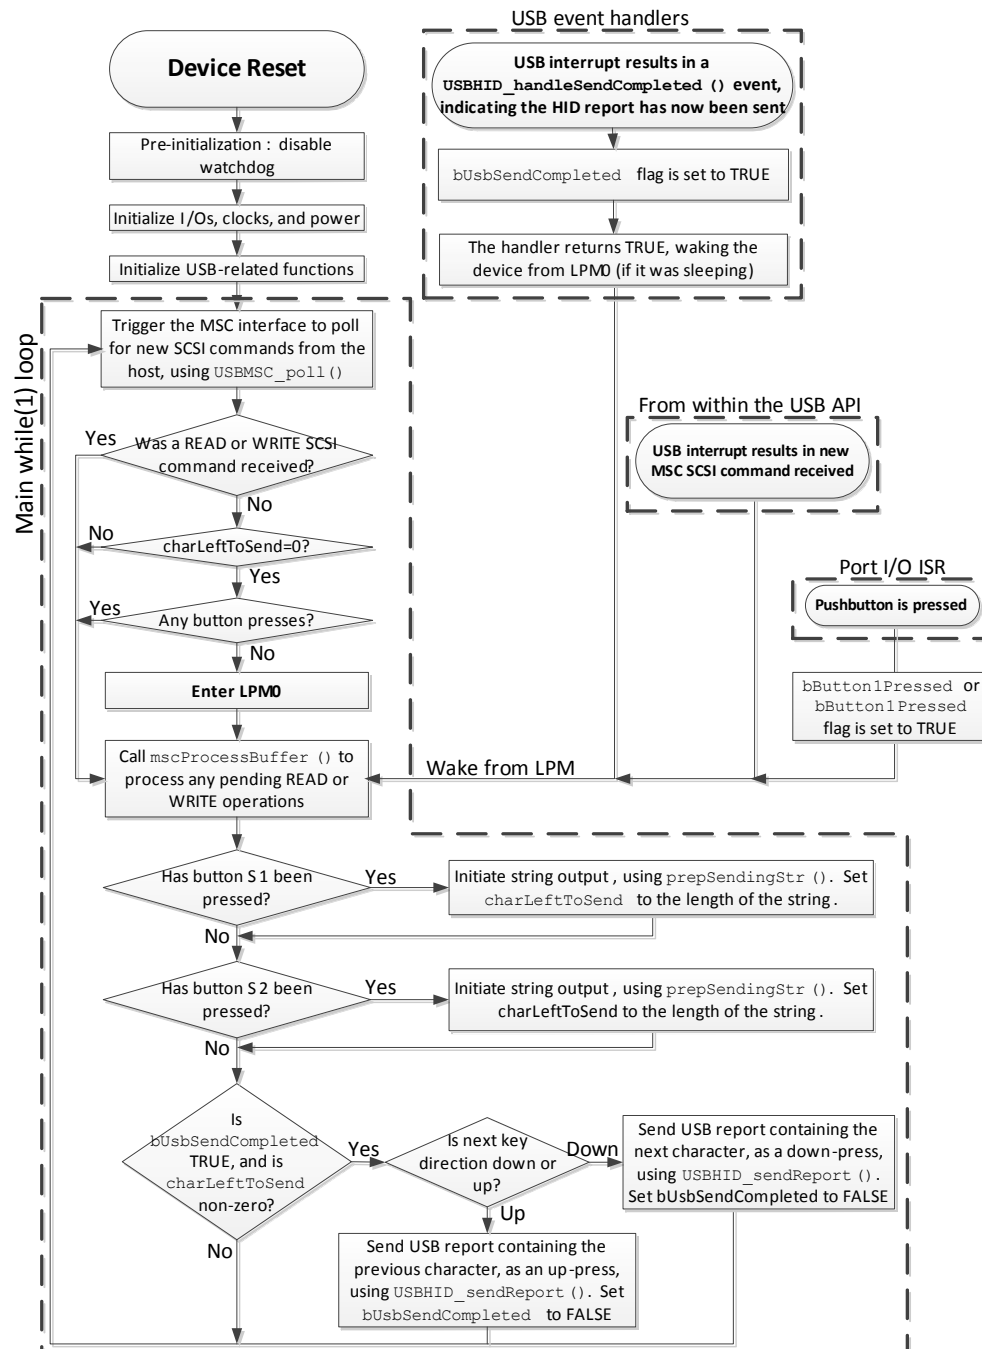 USB event handlers
Device Reset
USB interrupt results in a
USBHID_handleSendCompleted () event,
indicating the HID report has now been sent
Pre-initialization : disable
watchdog
bUsbSendCompleted flag is set to TRUE
Initialize I/Os, clocks, and power
The handler returns TRUE, waking the
device from LPM0 (if it was sleeping)
Initialize USB-related functions
Main while(1) loop
Trigger the MSC interface to poll
for new SCSI commands from the
host, using USBMSC_poll()
From within the USB API
USB interrupt results in new
MSC SCSI command received
Yes
Was a READ or WRITE SCSI
command received?
No
No
charLeftToSend=0?
Yes
Port I/O ISR
Pushbutton is pressed
Yes
Any button presses?
No
Enter LPM0
bButton1Pressed or
bButton1Pressed
flag is set to TRUE
Call mscProcessBuffer () to
process any pending READ or
WRITE operations
Wake from LPM
Has button S1 been
pressed?
Yes
Initiate string output , using prepSendingStr (). Set
charLeftToSend to the length of the string .
No
Has button S2 been
pressed?
Yes
Initiate string output , using prepSendingStr (). Set
charLeftToSend to the length of the string .
No
Is
bUsbSendCompleted
TRUE, and is
charLeftToSend
non-zero?
Yes
Is next key
direction down or
up?
Down
Send USB report containing the
next character, as a down-press,
using USBHID_sendReport ().
Set bUsbSendCompleted to FALSE
Up
No
Send USB report containing the
previous character, as an up-press,
using USBHID_sendReport (). Set
bUsbSendCompleted to FALSE